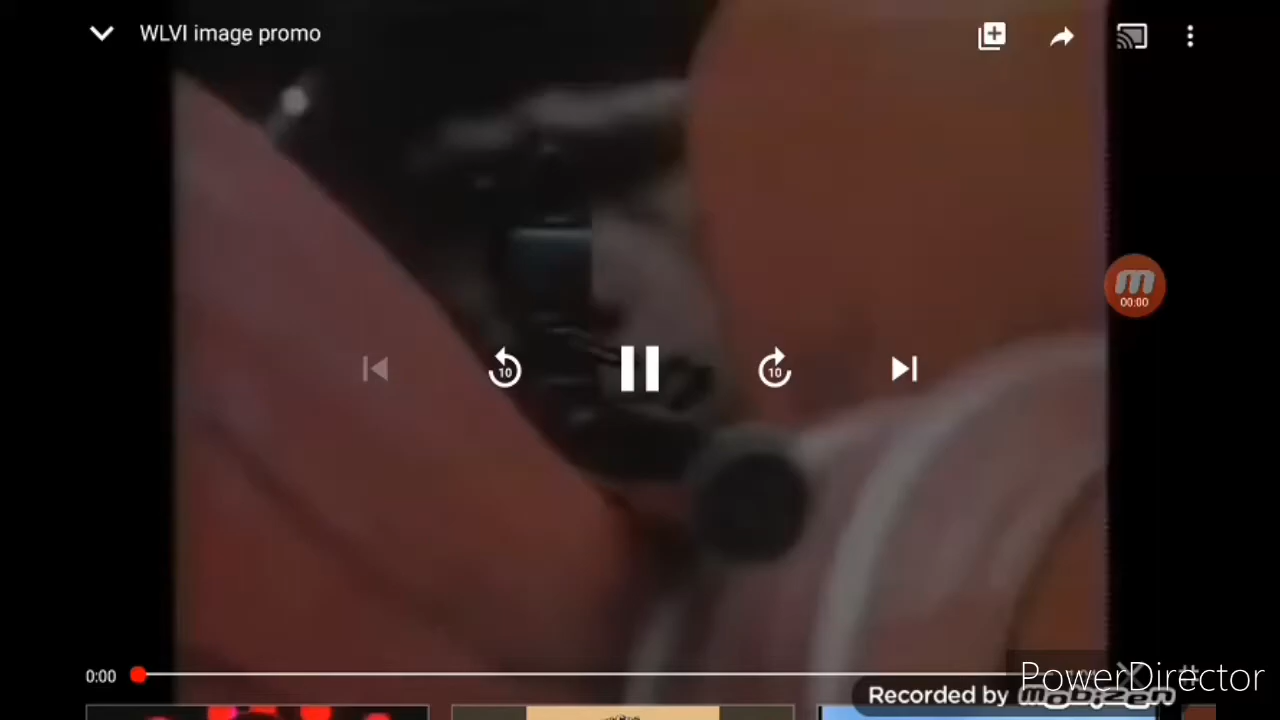 WLVI image promo
00:00
10
10
0:00
PowerDirector
Recorded by mobizen